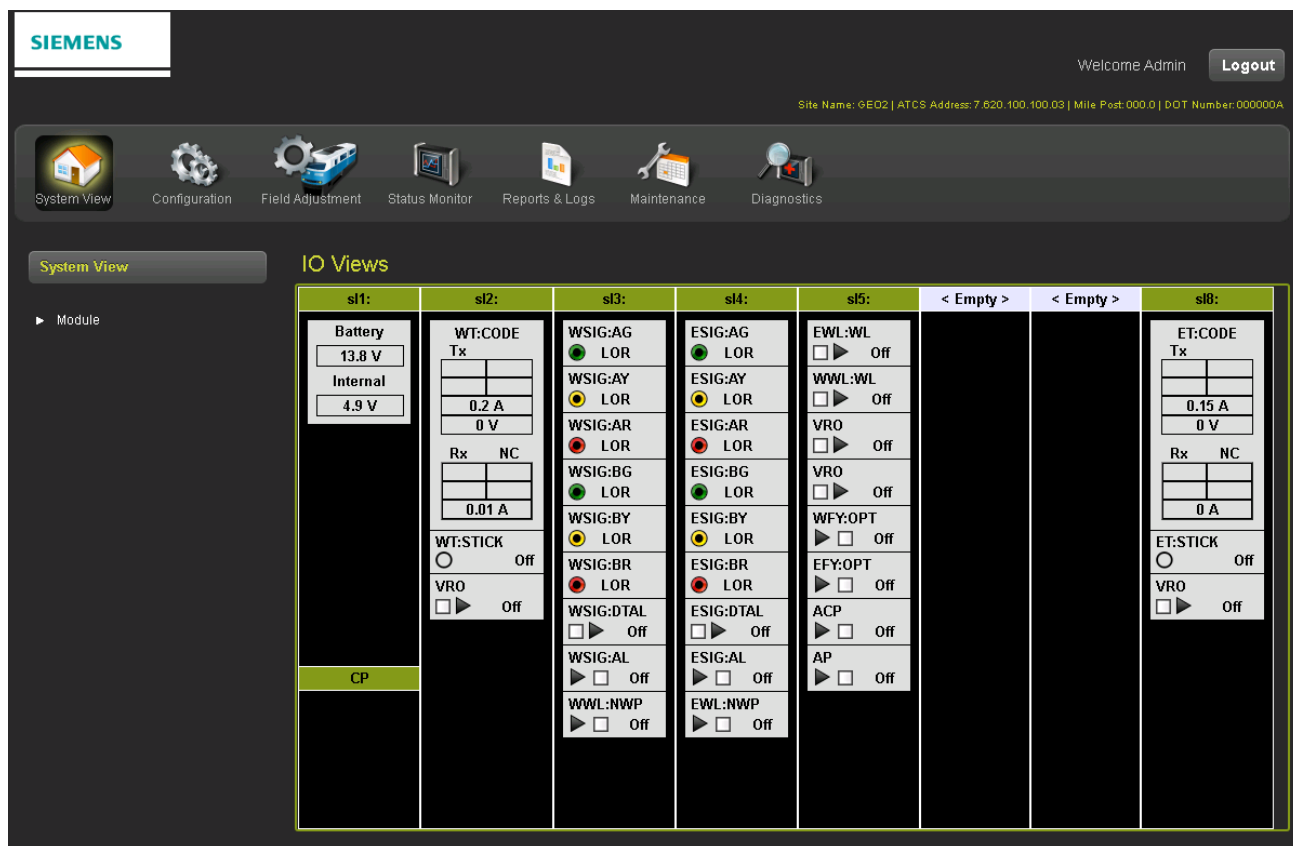 SIEMENS
Welcome Admin Logout
Site Name: GEO2 | ATCS Address: 7.620.100.100.03 | Mile Post: 000.0 | DOT Number: 000000A
System View Configuration Field Adjustment Status Monitor Reports & Logs Maintenance Diagnostics
System View
Module
IO Views
sl1:
Battery
13.8 V
Internal
4.9 V
CP
sl2:
WT:CODE
Tx
0.2 A
0 V
Rx NC
0.01 A
WT:STICK
Off
VRO
Off
sl3:
WSIG:AG
LOR
WSIG:AY
LOR
WSIG:AR
LOR
WSIG:BG
LOR
WSIG:BY
LOR
WSIG:BR
LOR
WSIG:DTAL
Off
WSIG:AL
Off
WWL:NWP
Off
sl4:
ESIG:AG
LOR
ESIG:AY
LOR
ESIG:AR
LOR
ESIG:BG
LOR
ESIG:BY
LOR
ESIG:BR
LOR
ESIG:DTAL
Off
ESIG:AL
Off
EWL:NWP
Off
sl5:
EWL:WL
Off
WWL:WL
Off
VRO
Off
VRO
Off
WFY:OPT
Off
EFY:OPT
Off
ACP
Off
AP
Off
< Empty >
< Empty >
sl8:
ET:CODE
Tx
0.15 A
0 V
Rx NC
0 A
ET:STICK
Off
VRO
Off